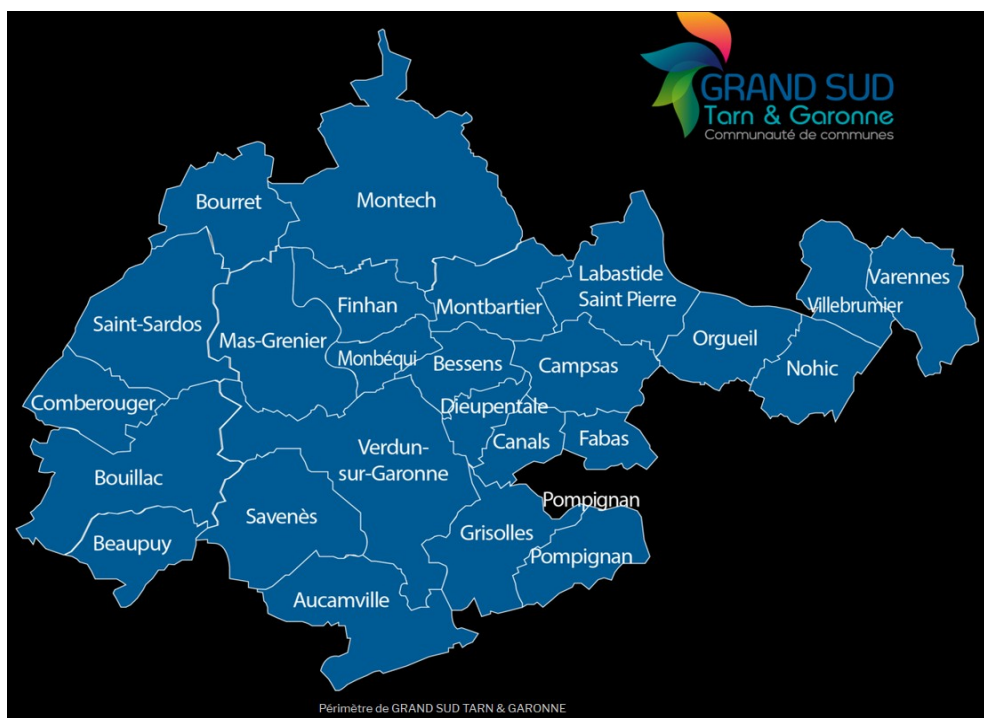 GRAND SUD
Tarn & Garonne
Communauté de communes
Bourret
Montech
Labastide
Saint Pierre
Varennes
Villebrumier
Finhan
Montbartier
Saint-Sardos
Mas-Grenier
Orgueil
Monbéqui
Bessens
Campsas
Nohic
Comberouger
Dieupentale
Verdun-
sur-Garonne
Canals
Fabas
Bouillac
Pompignan
Savenès
Grisolles
Beaupuy
Pompignan
Aucamville
Périmètre de GRAND SUD TARN & GARONNE